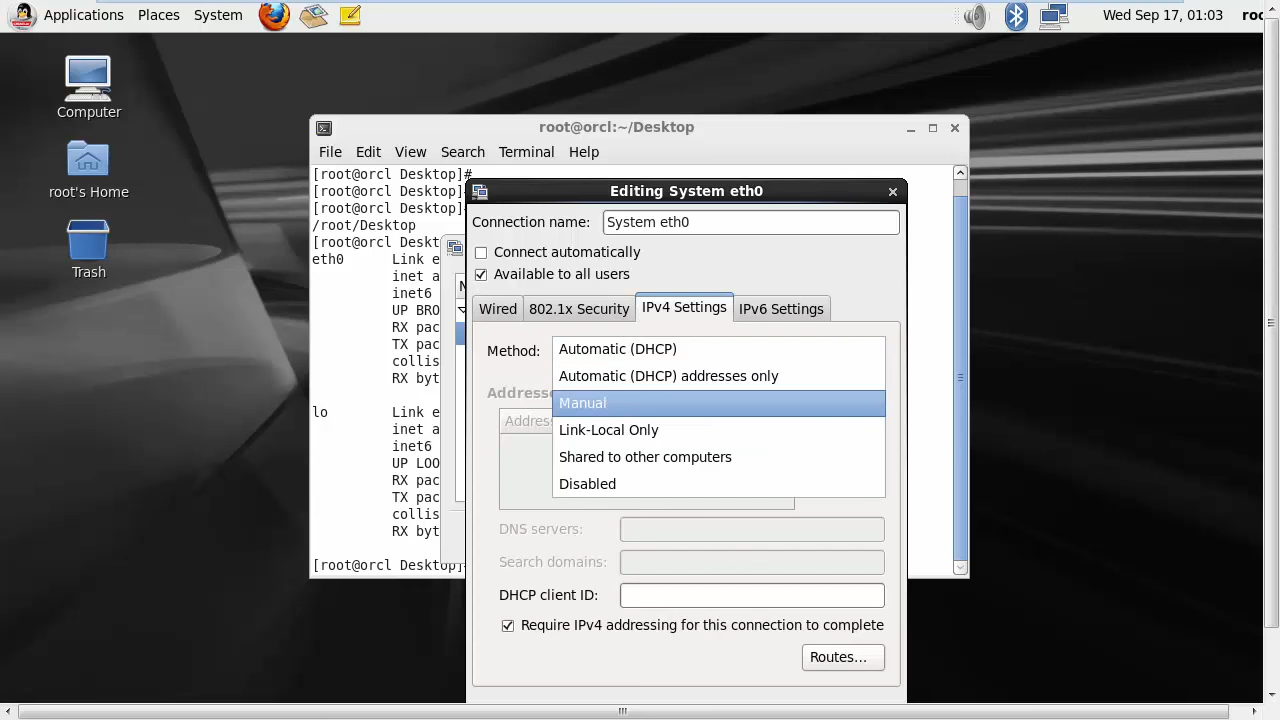 Applications Places System Wed Sep 17, 01:03 roo
Computer
root's Home
Trash
root@orcl:~/Desktop
File Edit View Search Terminal Help
[root@orcl Desktop]#
[root@orcl Desktop]
[root@orcl Desktop]
/root/Desktop
[root@orcl Deskt
eth0 Link e
inet a
inet6
UP BRO
RX pac
TX pac
collis
RX byt
lo Link e
inet a
inet6
UP LOO
RX pac
TX pac
collis
RX byt
[root@orcl Desktop]
Editing System eth0
Connection name: System eth0
Connect automatically
Available to all users
Wired 802.1x Security IPv4 Settings IPv6 Settings
Method:
Automatic (DHCP)
Automatic (DHCP) addresses only
Manual
Link-Local Only
Shared to other computers
Disabled
Addresse
Addres
DNS servers:
Search domains:
DHCP client ID:
Require IPv4 addressing for this connection to complete
Routes…